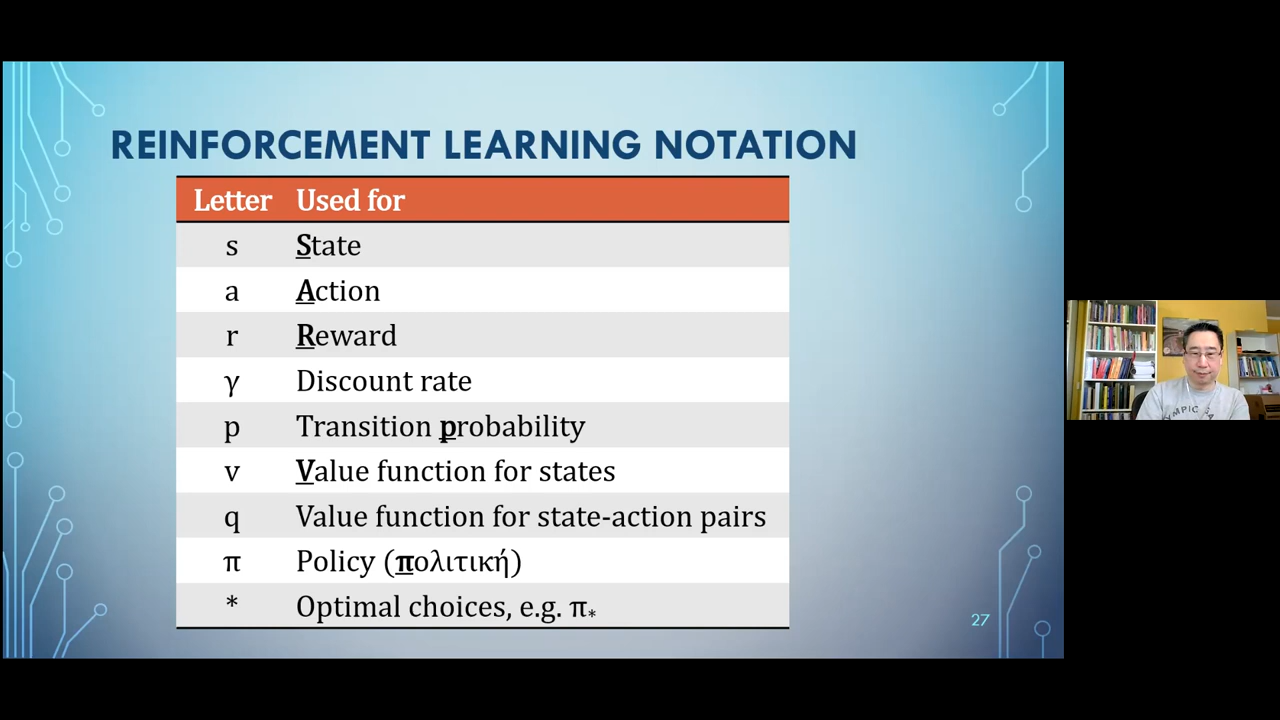 REINFORCEMENT LEARNING NOTATION
Letter Used for
s State
a Action
r Reward
γ Discount rate
p Transition probability
v Value function for states
q Value function for state-action pairs
π Policy (πολιτική)
* Optimal choices, e.g. π*
27